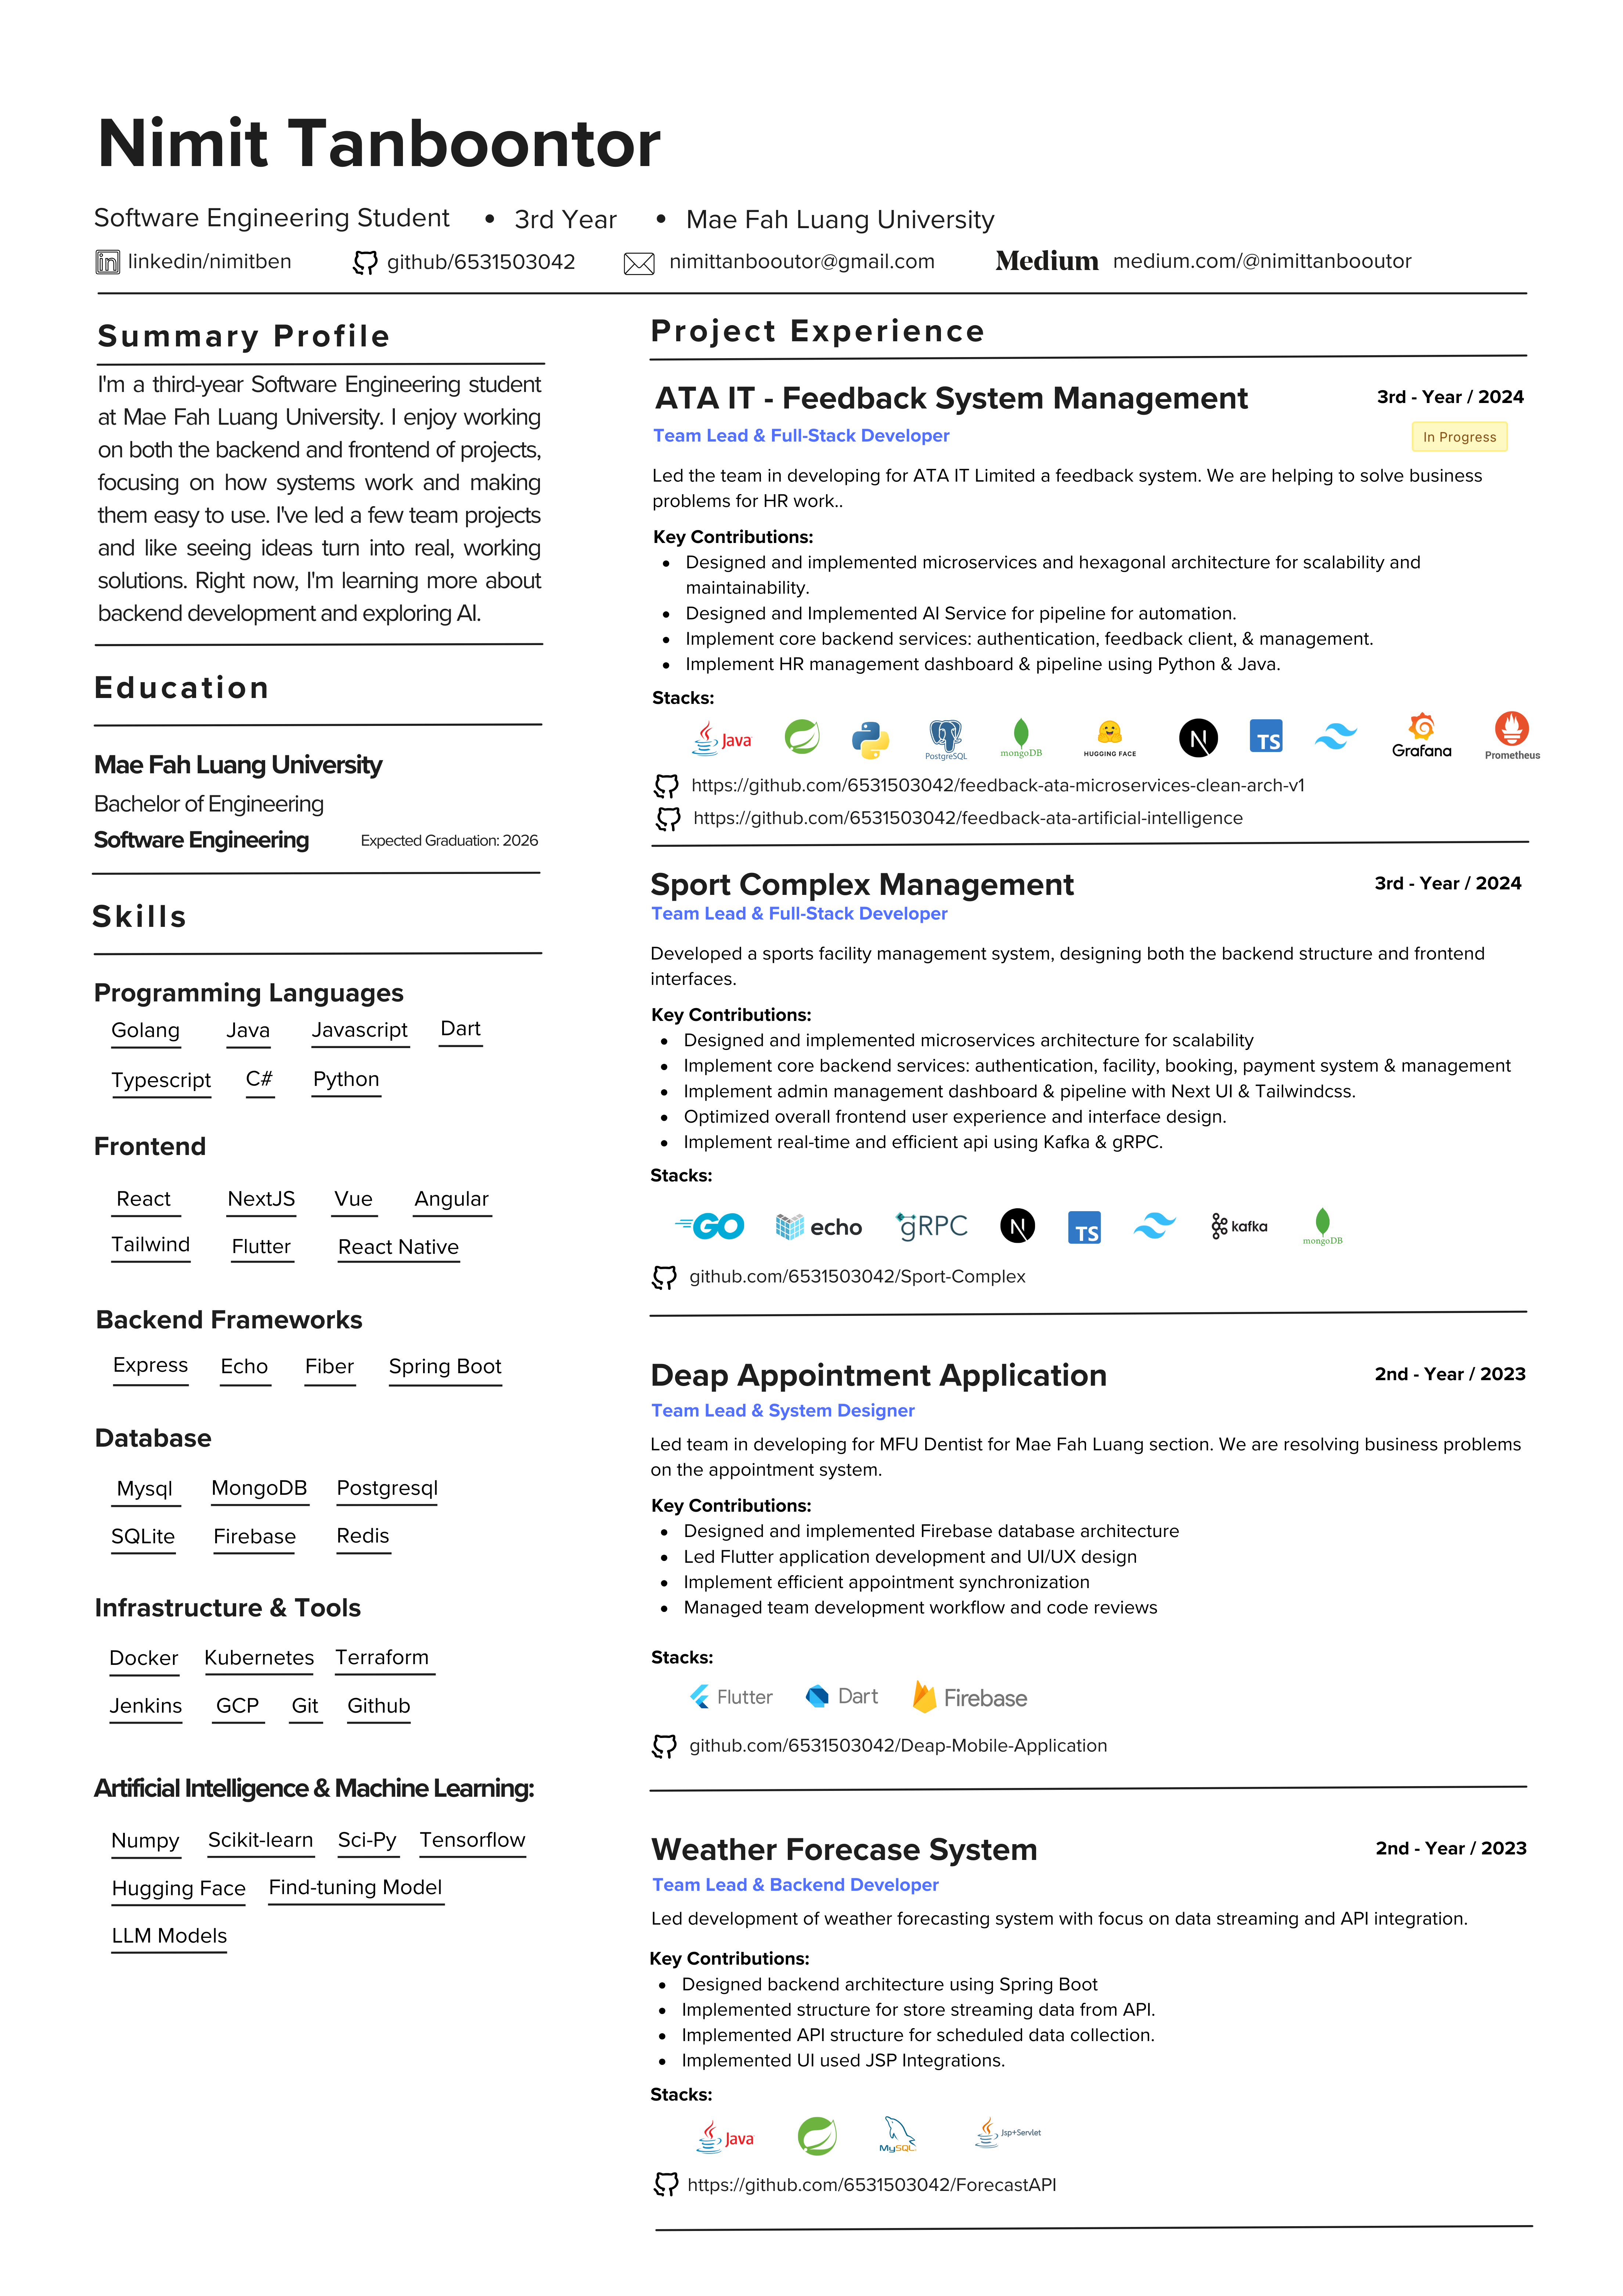 Nimit Tanboontor
Software Engineering Student • 3rd Year • Mae Fah Luang University
linkedin/nimitben github/6531503042 nimittanbooutor@gmail.com Medium medium.com/@nimittanbooutor
Summary Profile
I'm a third-year Software Engineering student
at Mae Fah Luang University. I enjoy working
on both the backend and frontend of projects,
focusing on how systems work and making
them easy to use. I've led a few team projects
and like seeing ideas turn into real, working
solutions. Right now, I'm learning more about
backend development and exploring AI.
Education
Mae Fah Luang University
Bachelor of Engineering
Software Engineering Expected Graduation: 2026
Skills
Programming Languages
Golang Java Javascript Dart
Typescript C# Python
Frontend
React NextJS Vue Angular
Tailwind Flutter React Native
Backend Frameworks
Express Echo Fiber Spring Boot
Database
Mysql MongoDB Postgresql
SQLite Firebase Redis
Infrastructure & Tools
Docker Kubernetes Terraform
Jenkins GCP Git Github
Artificial Intelligence & Machine Learning:
Numpy Scikit-learn Sci-Py Tensorflow
Hugging Face Find-tuning Model
LLM Models
Project Experience
ATA IT - Feedback System Management 3rd - Year / 2024
Team Lead & Full-Stack Developer In Progress
Led the team in developing for ATA IT Limited a feedback system. We are helping to solve business
problems for HR work..
Key Contributions:
• Designed and implemented microservices and hexagonal architecture for scalability and
maintainability.
• Designed and Implemented AI Service for pipeline for automation.
• Implement core backend services: authentication, feedback client, & management.
• Implement HR management dashboard & pipeline using Python & Java.
Stacks:
Java PostgreSQL mongoDB HUGGING FACE N TS Grafana Prometheus
https://github.com/6531503042/feedback-ata-microservices-clean-arch-v1
https://github.com/6531503042/feedback-ata-artificial-intelligence
Sport Complex Management 3rd - Year / 2024
Team Lead & Full-Stack Developer
Developed a sports facility management system, designing both the backend structure and frontend
interfaces.
Key Contributions:
• Designed and implemented microservices architecture for scalability
• Implement core backend services: authentication, facility, booking, payment system & management
• Implement admin management dashboard & pipeline with Next UI & Tailwindcss.
• Optimized overall frontend user experience and interface design.
• Implement real-time and efficient api using Kafka & gRPC.
Stacks:
GO echo gRPC N TS kafka mongoDB
github.com/6531503042/Sport-Complex
Deap Appointment Application 2nd - Year / 2023
Team Lead & System Designer
Led team in developing for MFU Dentist for Mae Fah Luang section. We are resolving business problems
on the appointment system.
Key Contributions:
• Designed and implemented Firebase database architecture
• Led Flutter application development and UI/UX design
• Implement efficient appointment synchronization
• Managed team development workflow and code reviews
Stacks:
Flutter Dart Firebase
github.com/6531503042/Deap-Mobile-Application
Weather Forecase System 2nd - Year / 2023
Team Lead & Backend Developer
Led development of weather forecasting system with focus on data streaming and API integration.
Key Contributions:
• Designed backend architecture using Spring Boot
• Implemented structure for store streaming data from API.
• Implemented API structure for scheduled data collection.
• Implemented UI used JSP Integrations.
Stacks:
Java MySQL Jsp+Servlet
https://github.com/6531503042/ForecastAPI